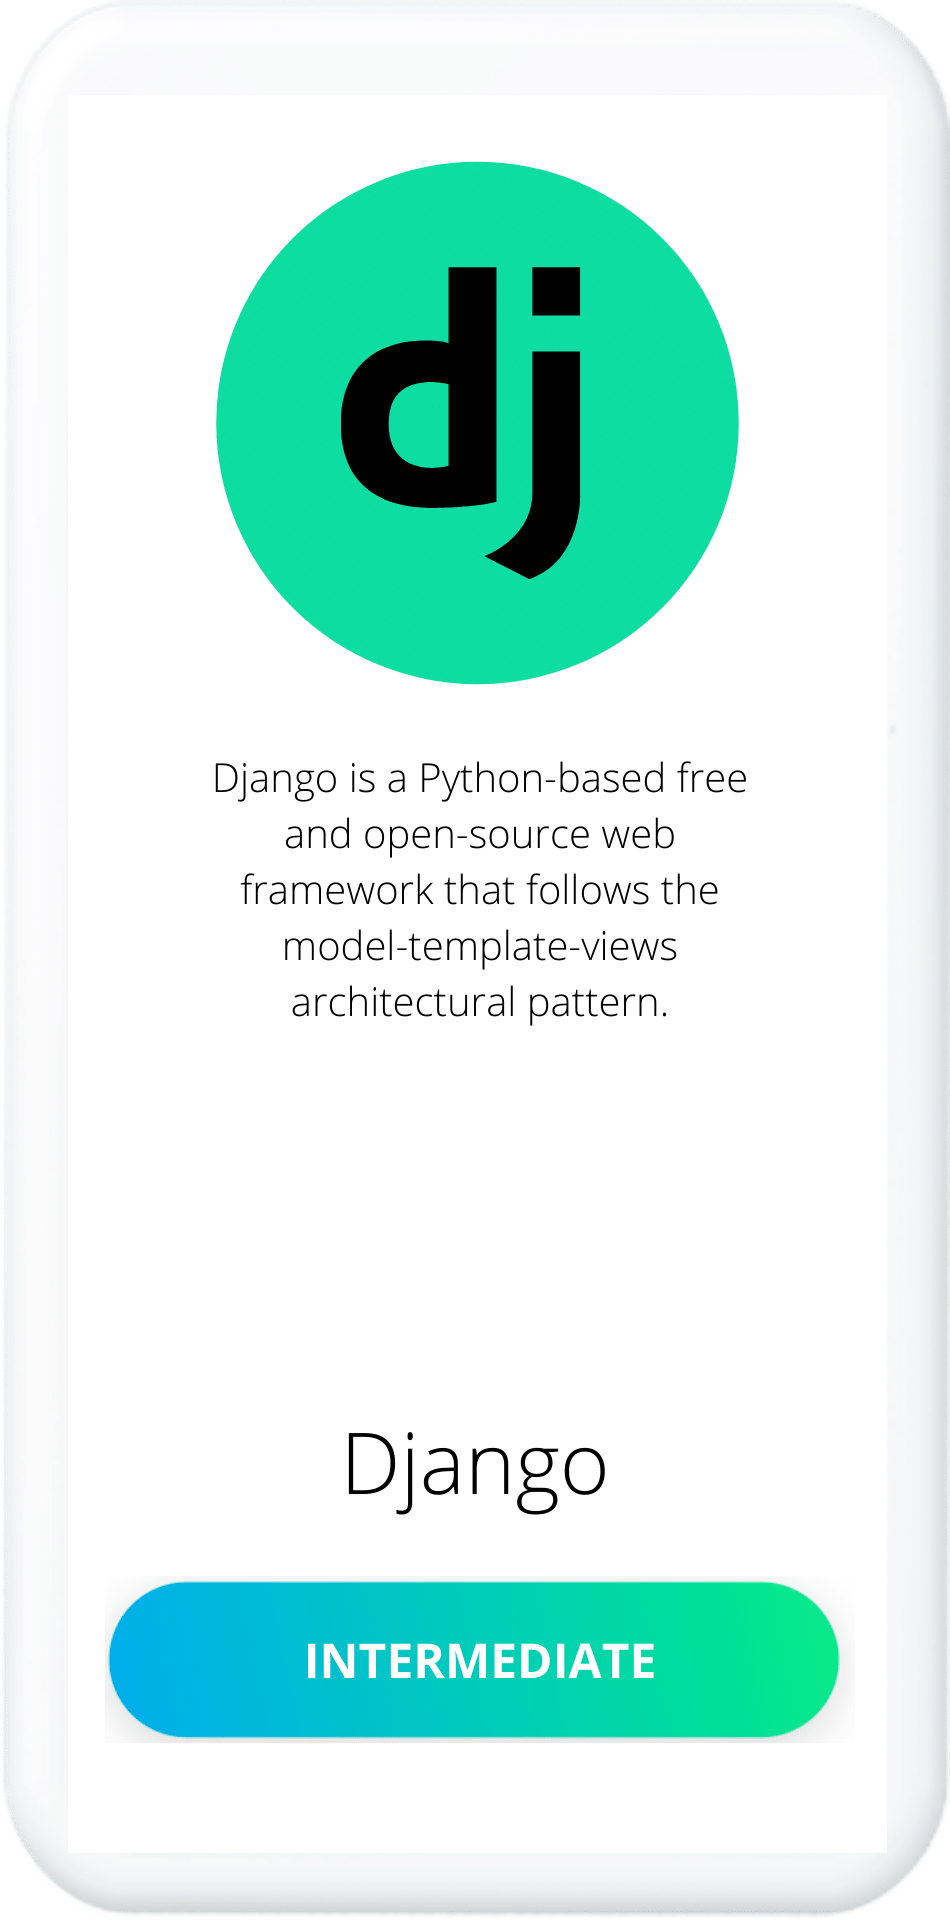 dj
Django is a Python-based free
and open-source web
framework that follows the
model-template-views
architectural pattern.
Django
INTERMEDIATE